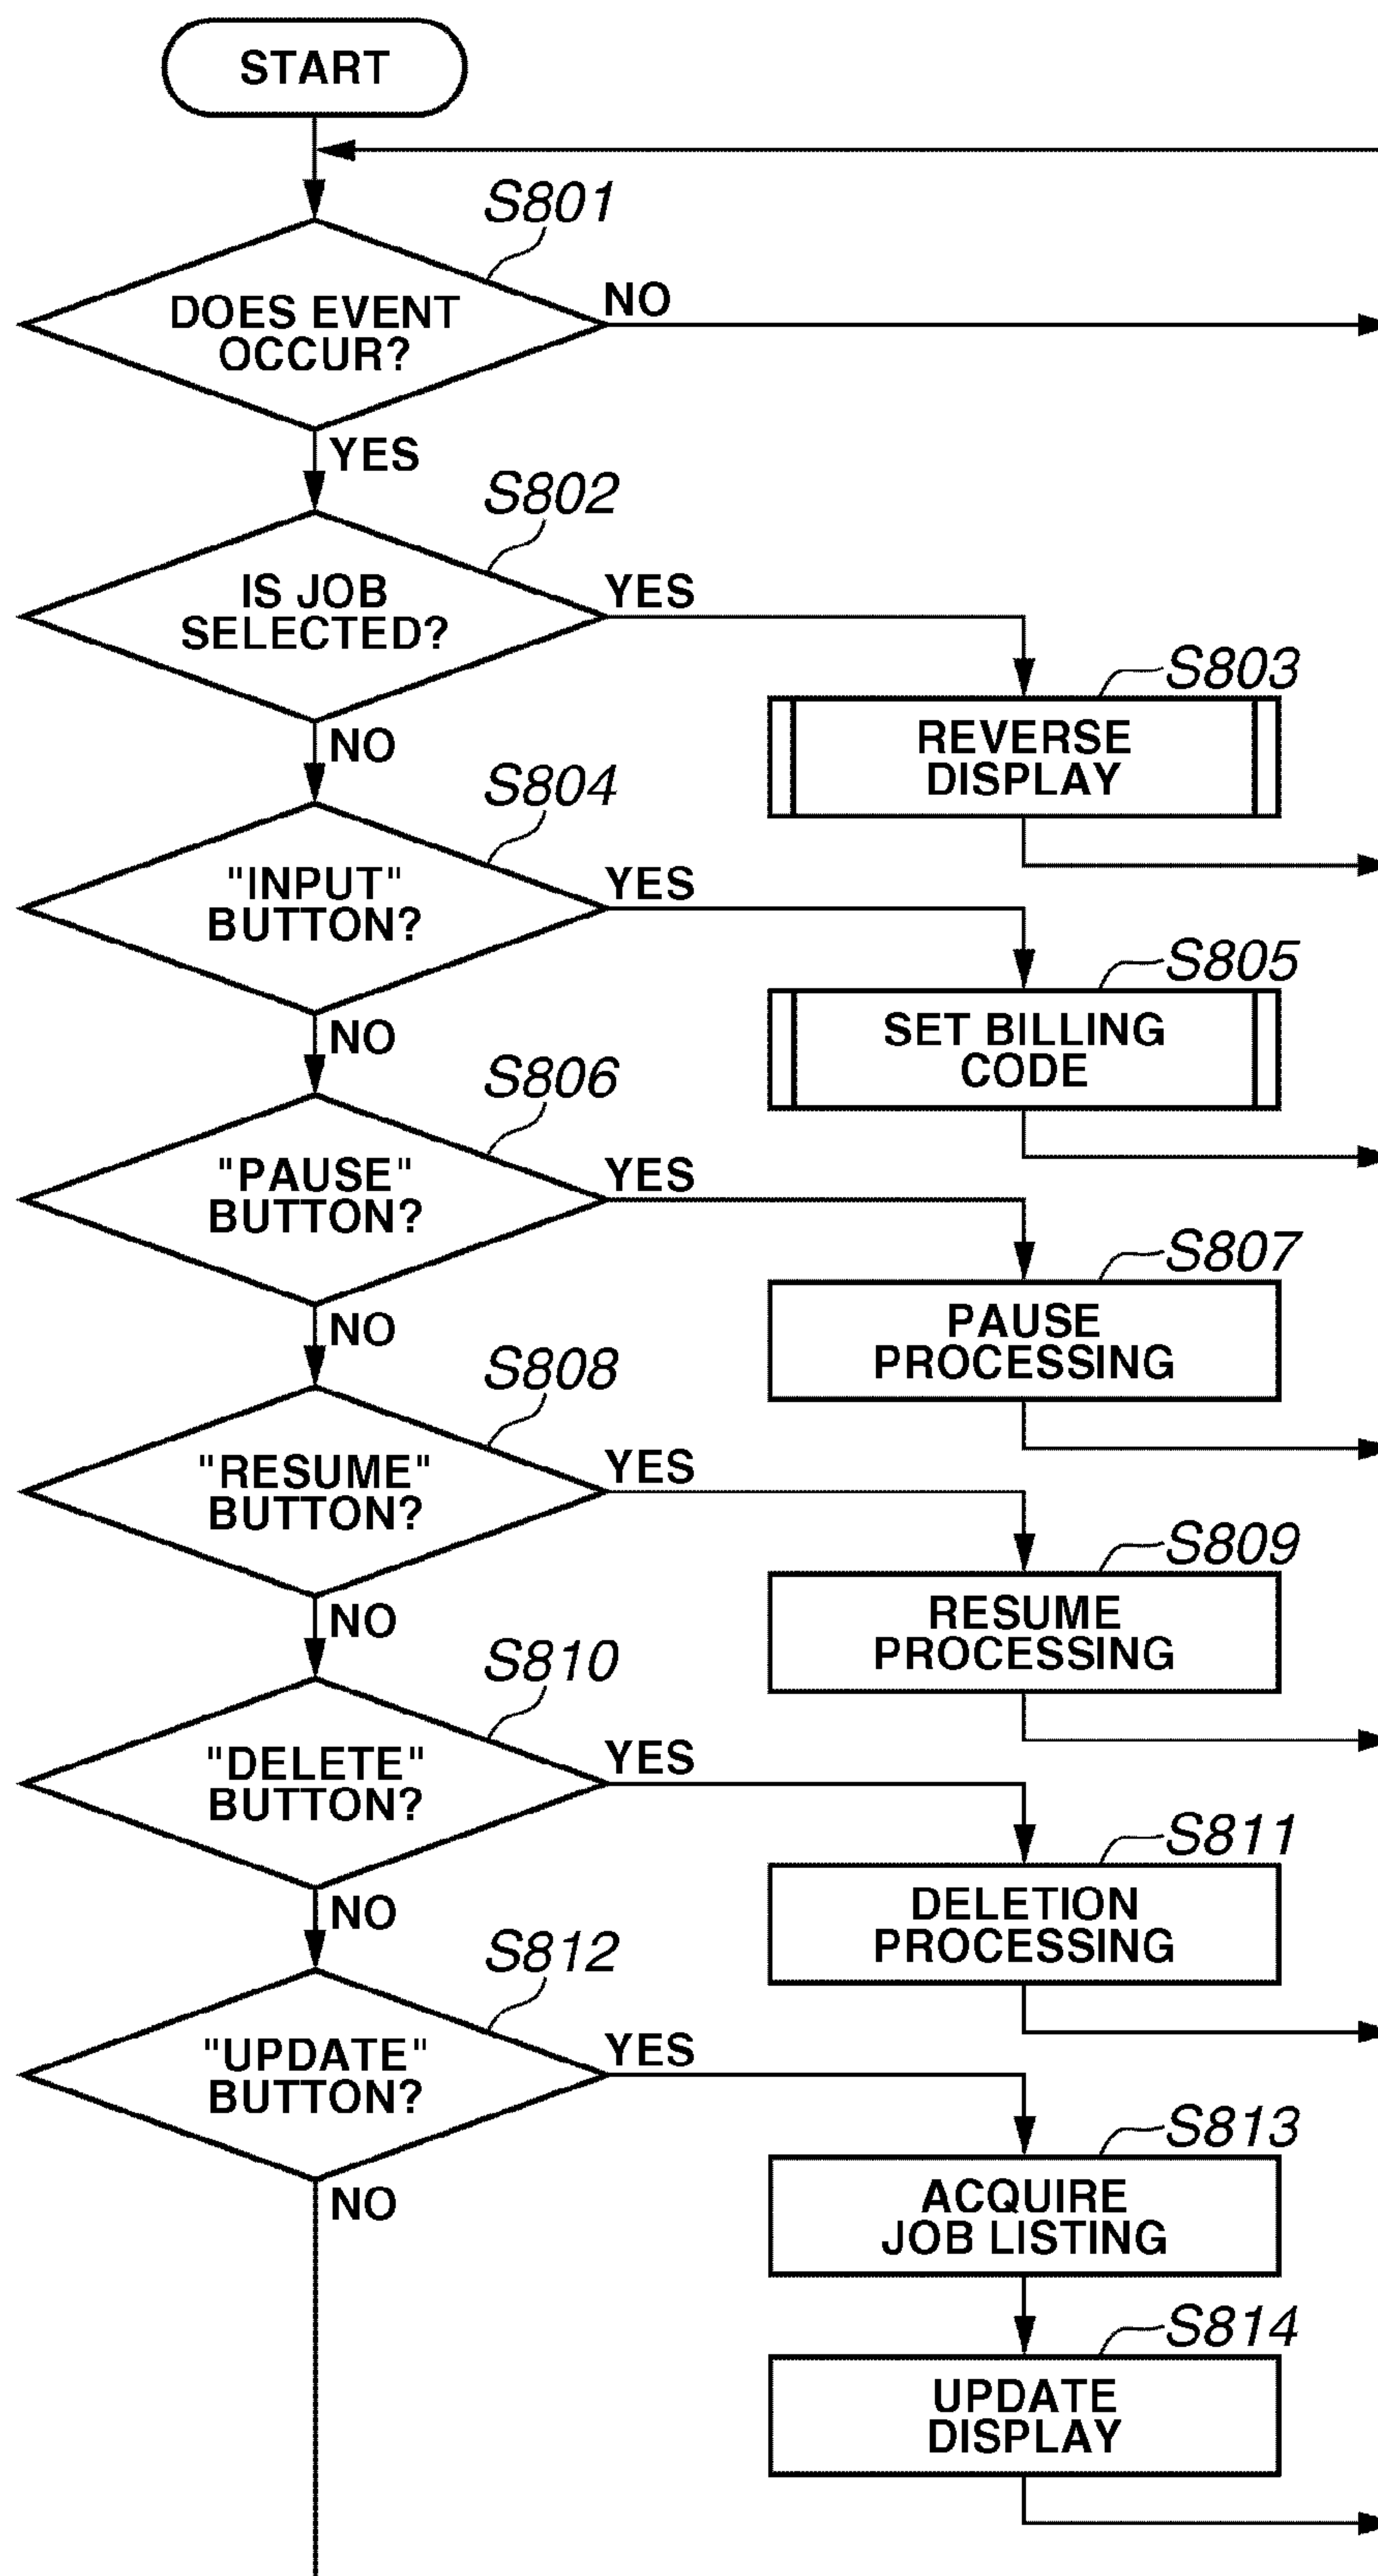 START
S801
DOES EVENT
OCCUR?
NO
YES
S802
IS JOB
SELECTED?
YES
S803
REVERSE
DISPLAY
NO
S804
"INPUT"
BUTTON?
YES
S805
SET BILLING
CODE
NO
S806
"PAUSE"
BUTTON?
YES
S807
PAUSE
PROCESSING
NO
S808
"RESUME"
BUTTON?
YES
S809
RESUME
PROCESSING
NO
S810
"DELETE"
BUTTON?
YES
S811
DELETION
PROCESSING
NO
S812
"UPDATE"
BUTTON?
YES
S813
ACQUIRE
JOB LISTING
NO
S814
UPDATE
DISPLAY